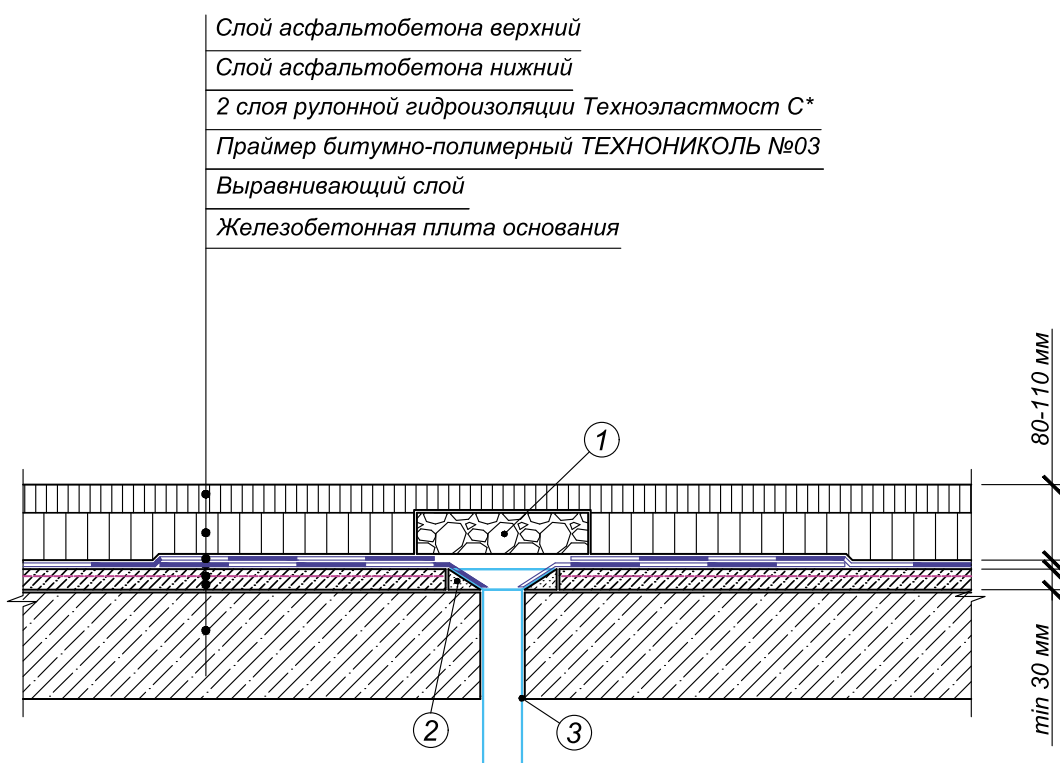 Слой асфальтобетона верхний
Слой асфальтобетона нижний
2 слоя рулонной гидроизоляции Техноэластмост С*
Праймер битумно-полимерный ТЕХНОНИКОЛЬ №03
Выравнивающий слой
Железобетонная плита основания
80-110 мм
1
2
3
min 30 мм